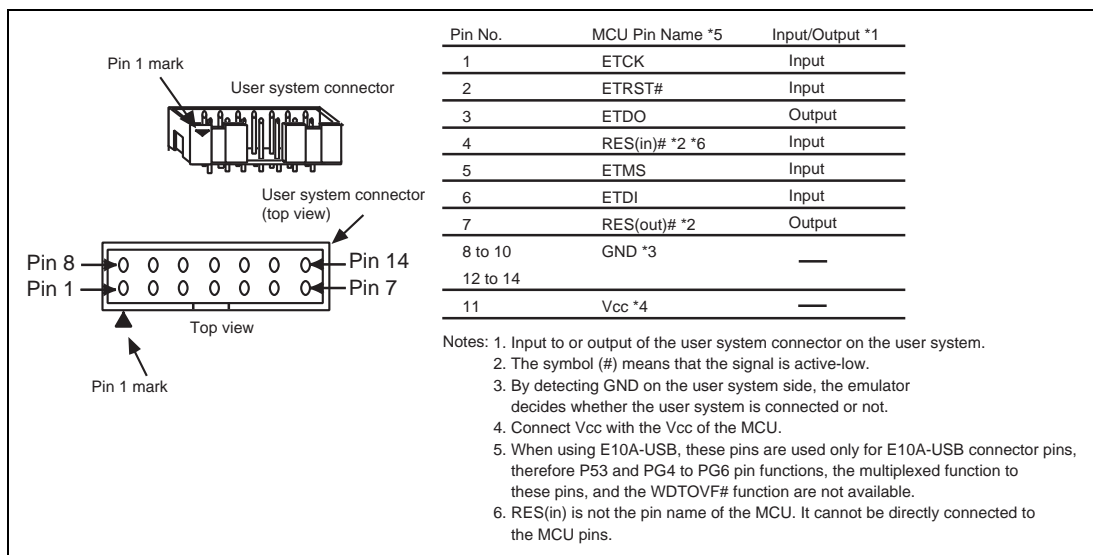 Pin 1 mark
User system connector
User system connector
(top view)
Pin 8
Pin 14
Pin 1
Pin 7
Top view
Pin 1 mark
Pin No. MCU Pin Name *5 Input/Output *1
1 ETCK Input
2 ETRST# Input
3 ETDO Output
4 RES(in)# *2 *6 Input
5 ETMS Input
6 ETDI Input
7 RES(out)# *2 Output
8 to 10 GND *3 —
12 to 14
11 Vcc *4 —
Notes: 1. Input to or output of the user system connector on the user system.
2. The symbol (#) means that the signal is active-low.
3. By detecting GND on the user system side, the emulator
decides whether the user system is connected or not.
4. Connect Vcc with the Vcc of the MCU.
5. When using E10A-USB, these pins are used only for E10A-USB connector pins,
therefore P53 and PG4 to PG6 pin functions, the multiplexed function to
these pins, and the WDTOVF# function are not available.
6. RES(in) is not the pin name of the MCU. It cannot be directly connected to
the MCU pins.